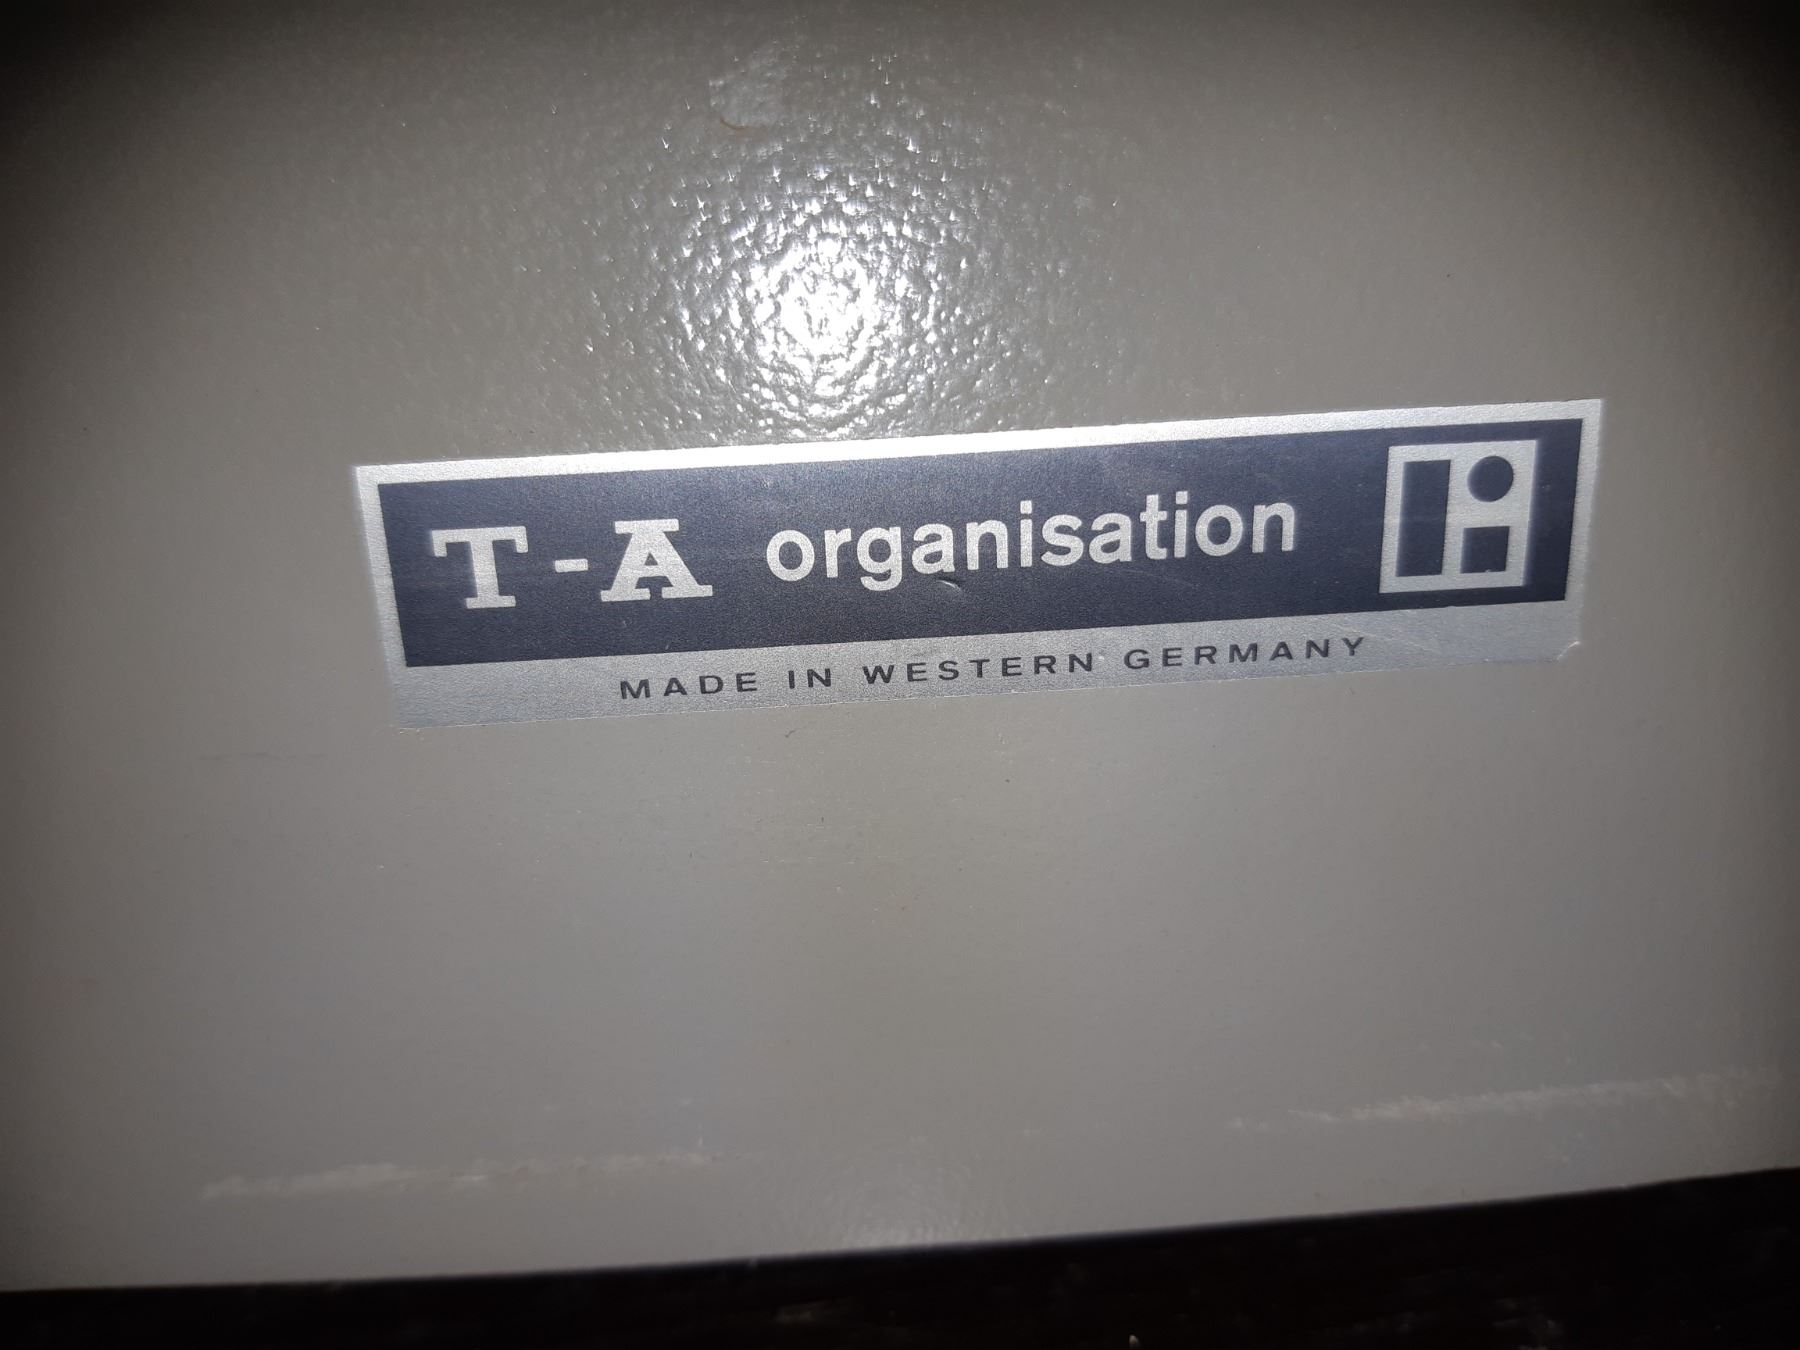 T-A organisation
MADE IN WESTERN GERMANY